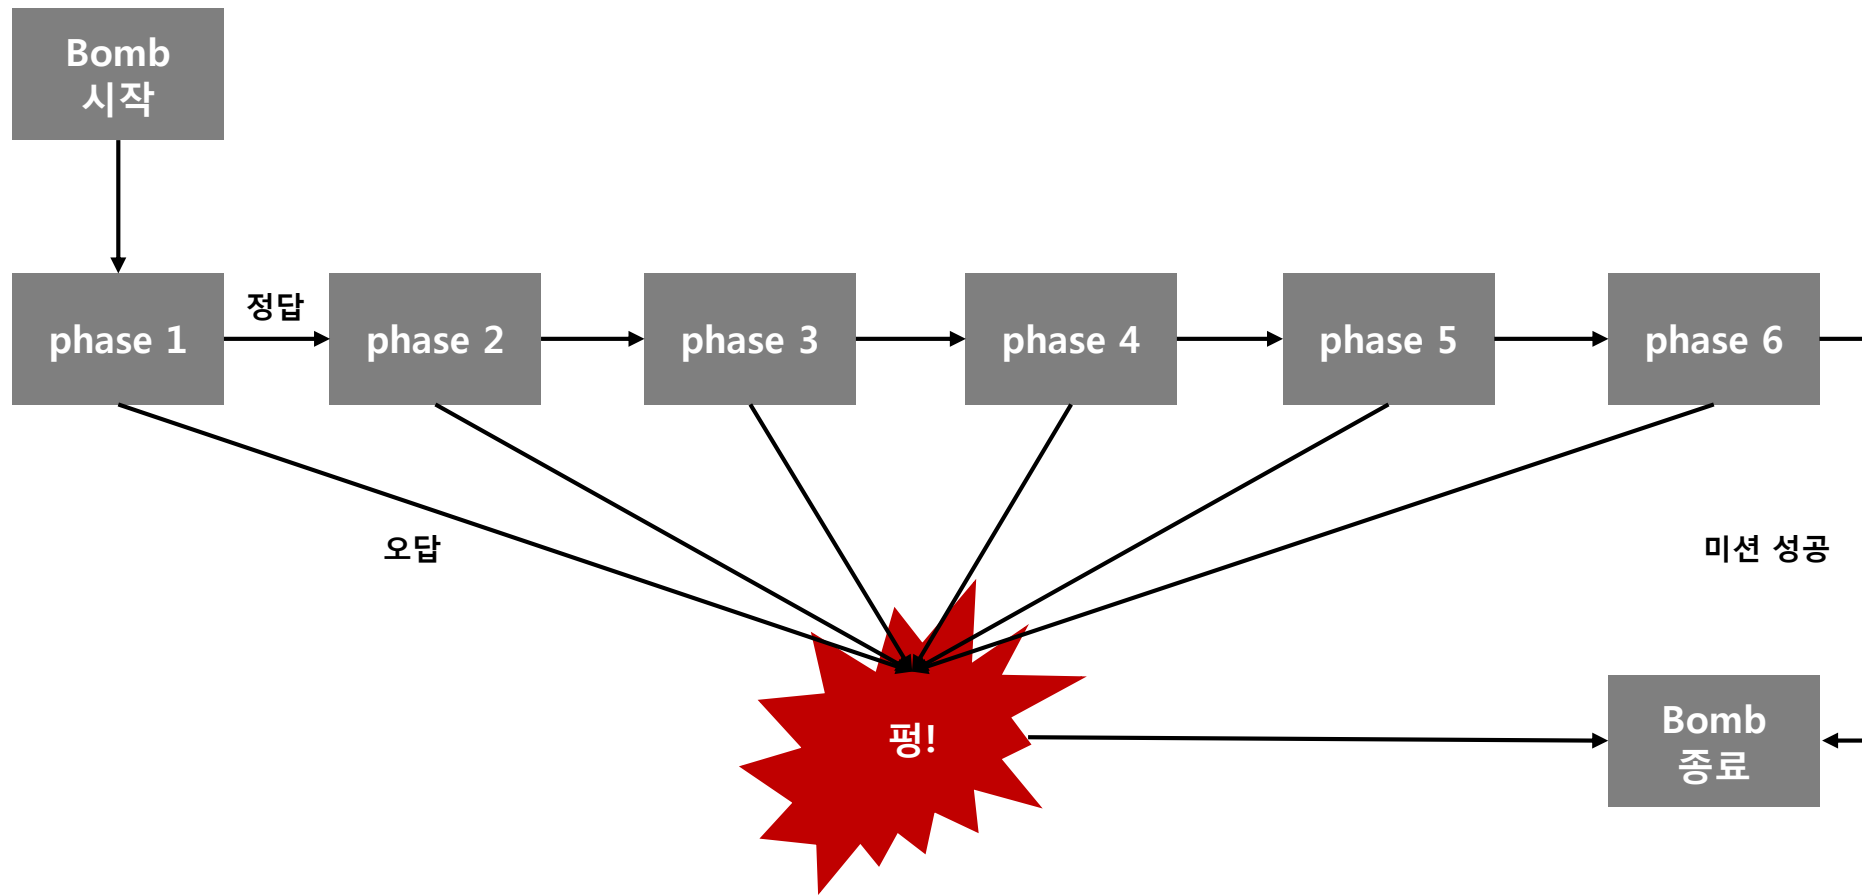 Bomb
시작
정답
phase 1
phase 2
phase 3
phase 4
phase 5
phase 6
오답
미션 성공
펑!
Bomb
종료